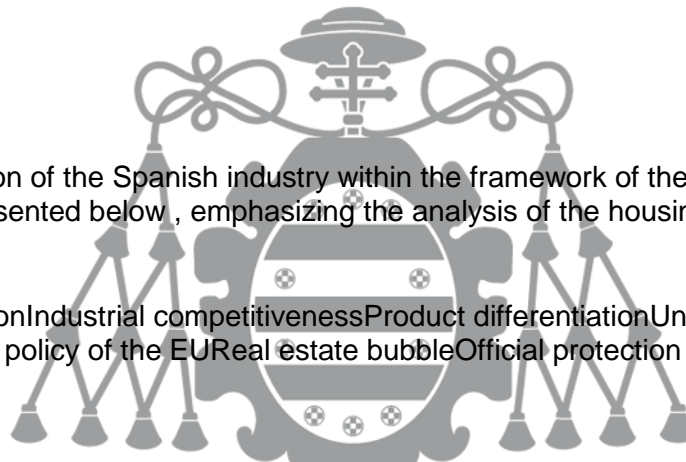 on of the Spanish industry within the framework of the
sented below , emphasizing the analysis of the housin
onIndustrial competitivenessProduct differentiationUn
policy of the EUReal estate bubbleOfficial protection